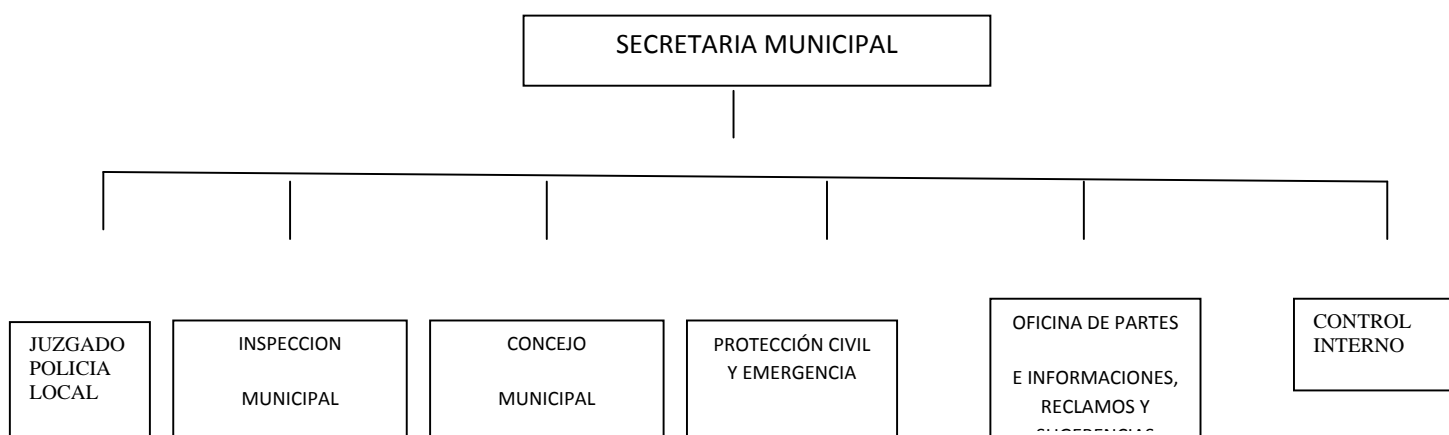 SECRETARIA MUNICIPAL
JUZGADO
POLICIA
LOCAL
INSPECCION
MUNICIPAL
CONCEJO
MUNICIPAL
PROTECCIÓN CIVIL
Y EMERGENCIA
OFICINA DE PARTES
E INFORMACIONES,
RECLAMOS Y
CONTROL
INTERNO